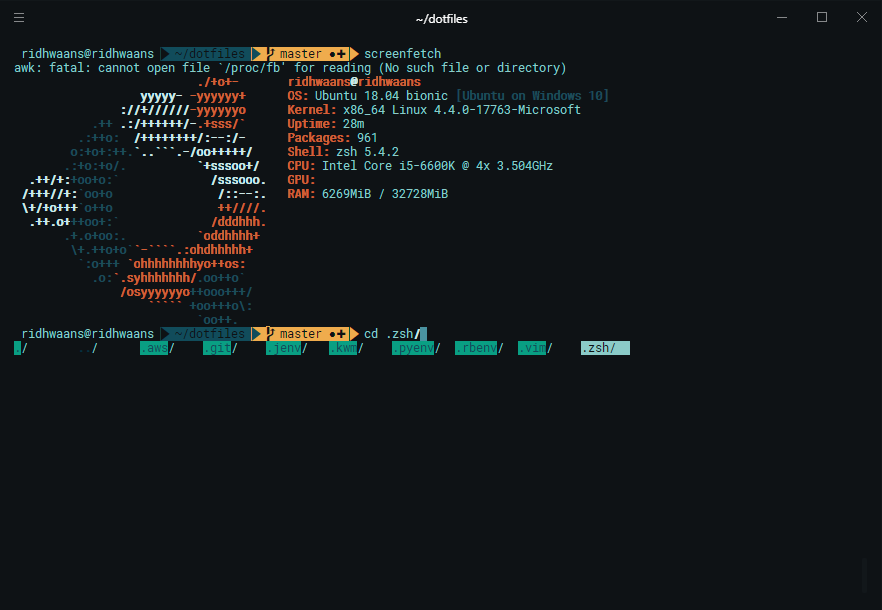 ~/dotfiles
ridhwaans@ridhwaans ~/dotfiles master ●✚ screenfetch
awk: fatal: cannot open file `/proc/fb' for reading (No such file or directory)
./+o+-       ridhwaans@ridhwaans
yyyyy- -yyyyyy+      OS: Ubuntu 18.04 bionic [Ubuntu on Windows 10]
://+//////-yyyyyyo      Kernel: x86_64 Linux 4.4.0-17763-Microsoft
.++ .:/++++++/-.+sss/`      Uptime: 28m
.:++o:  /++++++++/:--:/-      Packages: 961
o:+o+:++.`..```.-/oo+++++/      Shell: zsh 5.4.2
.:+o:+o/.          `+sssoo+/      CPU: Intel Core i5-6600K @ 4x 3.504GHz
.++/+:+oo+o:`             /sssooo.      GPU:
/+++//+:`oo+o               /::--:.      RAM: 6269MiB / 32728MiB
\+/+o+++`o++o               ++////.
.++.o+++oo+:`             /dddhhh.
.+.o+oo:.          `oddhhhh+
\+.++o+o``-````.:ohdhhhhh+
`:o+++ `ohhhhhhhhyo++os:
.o:`.syhhhhhhh/.oo++o`
/osyyyyyyo++ooo+++/
````` +oo+++o\:
`oo++.
ridhwaans@ridhwaans ~/dotfiles master ●✚ cd .zsh/
./ ../ .aws/ .git/ .jenv/ .kwm/ .pyenv/ .rbenv/ .vim/ .zsh/